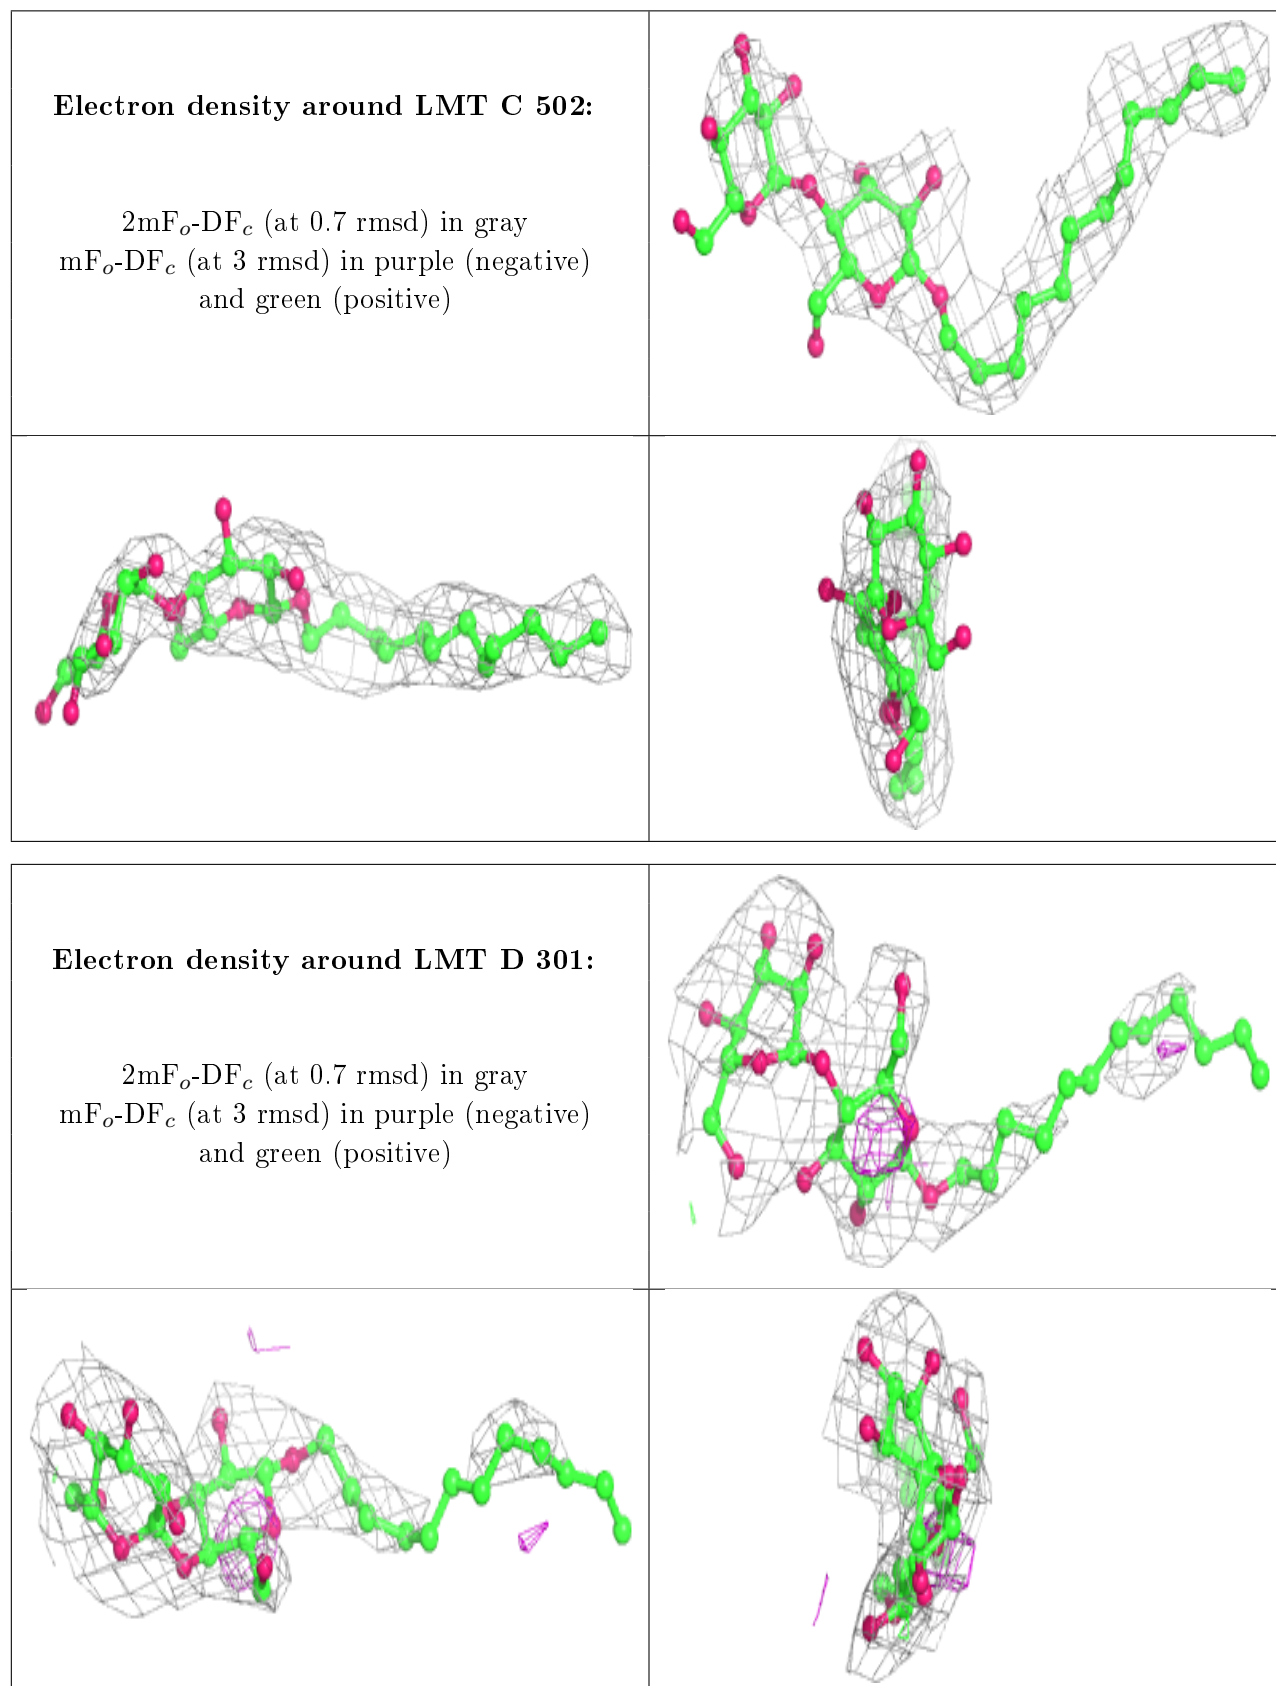 Electron density around LMT C 502:
2mFₒ-DF𝒸 (at 0.7 rmsd) in gray
mFₒ-DF𝒸 (at 3 rmsd) in purple (negative)
and green (positive)
Electron density around LMT D 301:
2mFₒ-DF𝒸 (at 0.7 rmsd) in gray
mFₒ-DF𝒸 (at 3 rmsd) in purple (negative)
and green (positive)